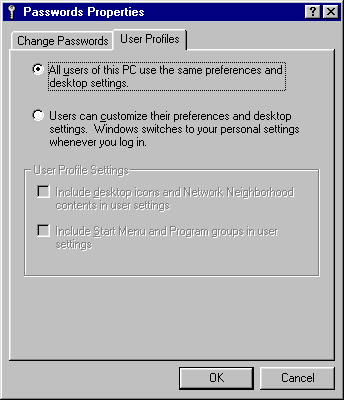 Passwords Properties
Change Passwords
User Profiles
All users of this PC use the same preferences and
desktop settings.
Users can customize their preferences and desktop
settings. Windows switches to your personal settings
whenever you log in.
User Profile Settings
Include desktop icons and Network Neighborhood
contents in user settings
Include Start Menu and Program groups in user
settings
OK
Cancel